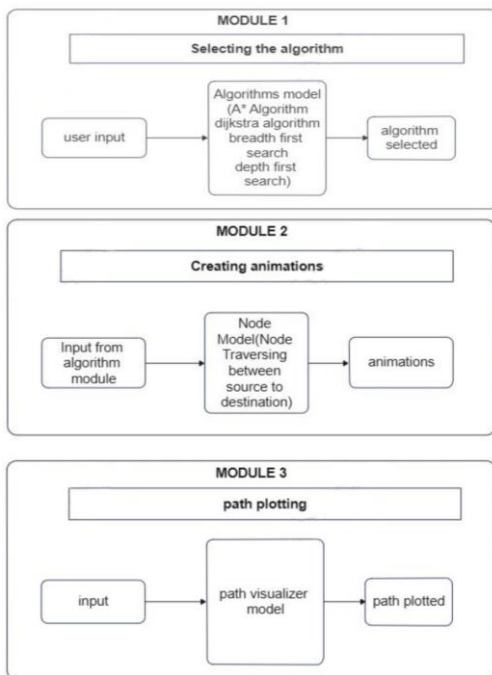 MODULE 1
Selecting the algorithm
user input
Algorithms model
(A* Algorithm
dijkstra algorithm
breadth first
search
depth first
search)
algorithm
selected
MODULE 2
Creating animations
Input from
algorithm
module
Node
Model(Node
Traversing
between
source to
destination)
animations
MODULE 3
path plotting
input
path visualizer
model
path plotted